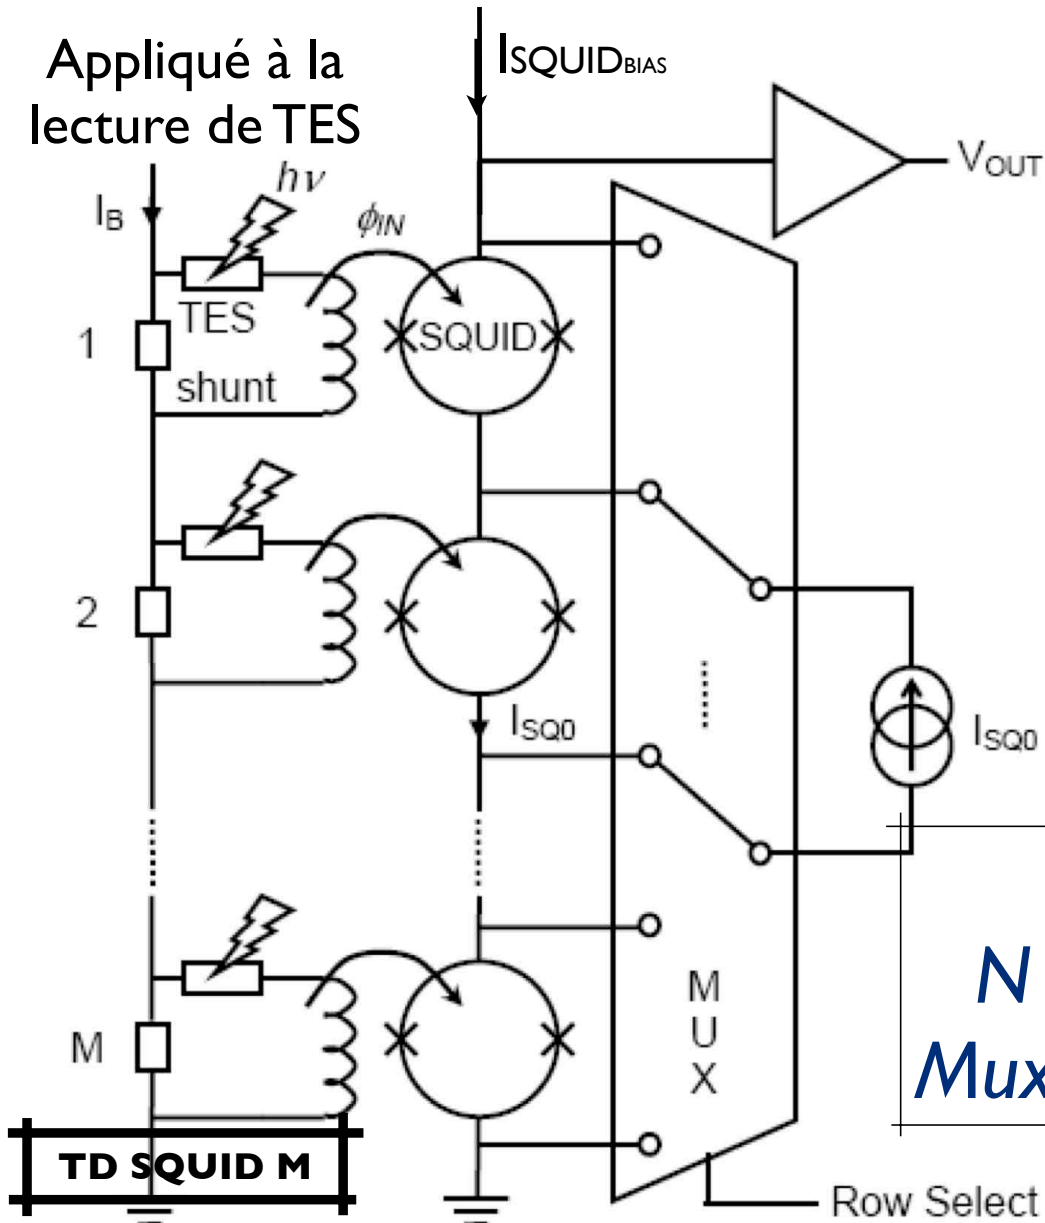 Appliqué à la
lecture de TES
ISQUIDBIAS
VOUT
hν
IB
ϕIN
TES
SQUID
1
shunt
2
ISQ0
ISQ0
N
Mux
M
M
U
X
TD SQUID M
Row Select